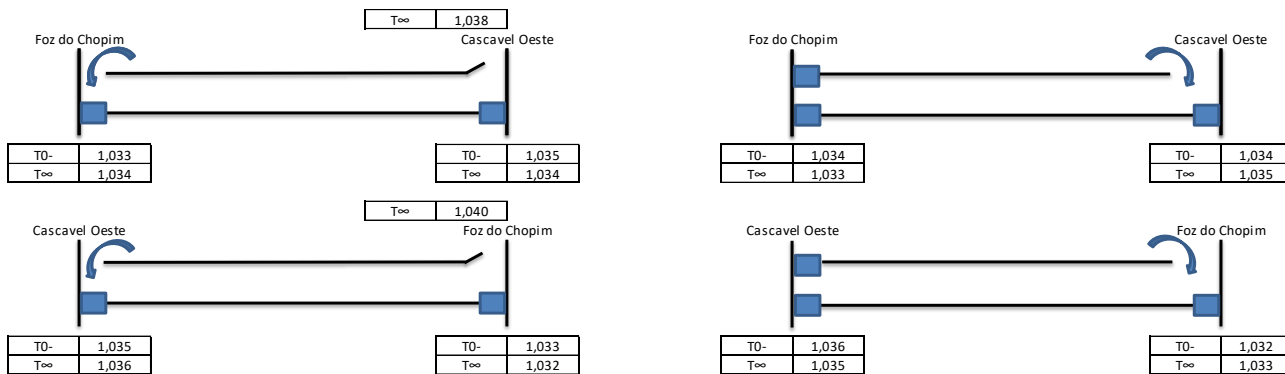 T∞ 1,038
Foz do Chopim Cascavel Oeste Foz do Chopim Cascavel Oeste
T0- 1,033 T0- 1,035 T0- 1,034 T0- 1,034
T∞ 1,034 T∞ 1,034 T∞ 1,033 T∞ 1,035
T∞ 1,040
Cascavel Oeste Foz do Chopim Cascavel Oeste Foz do Chopim
T0- 1,035 T0- 1,033 T0- 1,036 T0- 1,032
T∞ 1,036 T∞ 1,032 T∞ 1,035 T∞ 1,033